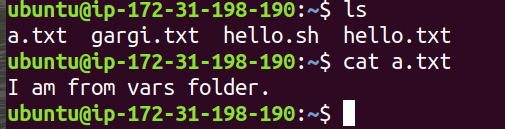 ubuntu@ip-172-31-198-190:~$ ls
a.txt  gargi.txt  hello.sh  hello.txt
ubuntu@ip-172-31-198-190:~$ cat a.txt
I am from vars folder.
ubuntu@ip-172-31-198-190:~$